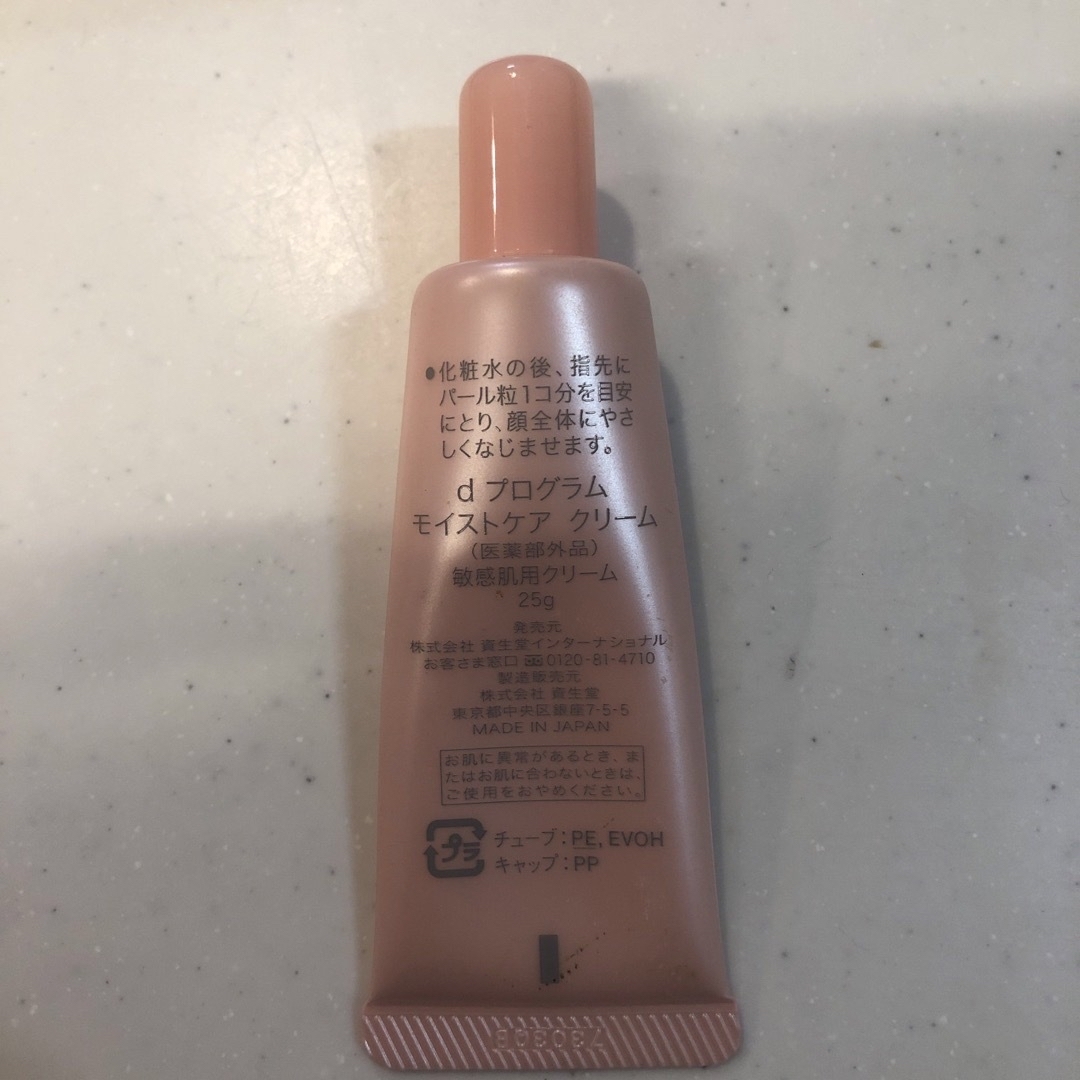 ●化粧水の後、指先に
パール粒1コ分を目安
にとり、顔全体にやさ
しくなじませます。
d プログラム
モイストケア クリーム
（医薬部外品）
敏感肌用クリーム
25g
発売元
株式会社 資生堂インターナショナル
お客さま窓口 0120-81-4710
製造販売元
株式会社 資生堂
東京都中央区銀座7-5-5
MADE IN JAPAN
お肌に異常があるとき、ま
たはお肌に合わないときは、
ご使用をおやめください。
プラ
チューブ：PE, EVOH
キャップ：PP